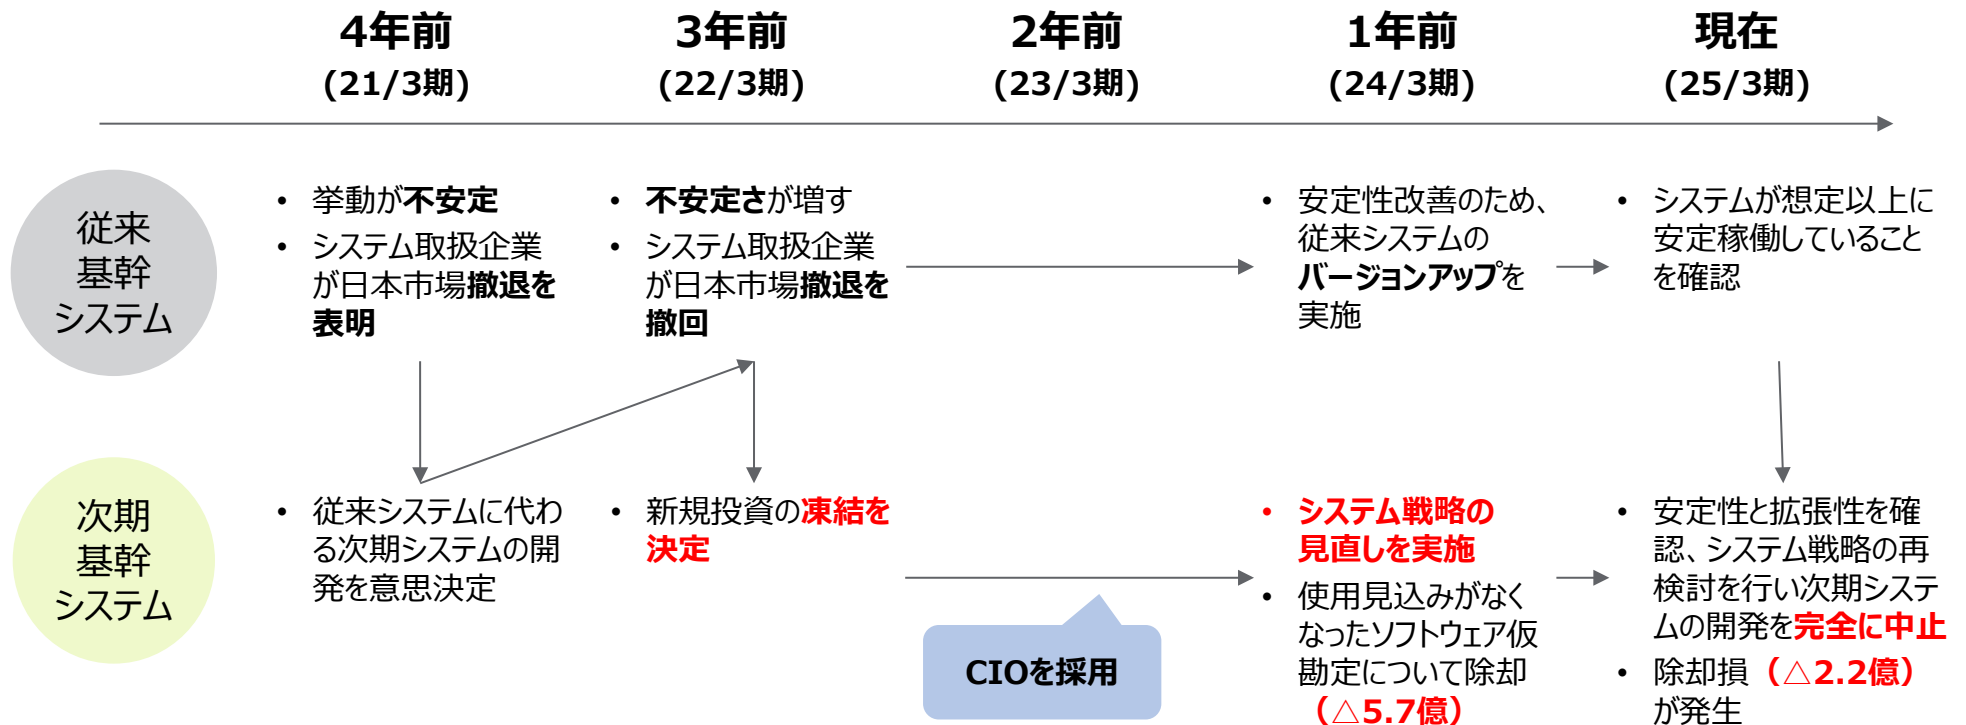 4年前
(21/3期)
3年前
(22/3期)
2年前
(23/3期)
1年前
(24/3期)
現在
(25/3期)
従来
基幹
システム
• 挙動が不安定
• システム取扱企業
が日本市場撤退を
表明
• 不安定さが増す
• システム取扱企業
が日本市場撤退を
撤回
• 安定性改善のため、
従来システムの
バージョンアップを
実施
• システムが想定以上に
安定稼働していること
を確認
次期
基幹
システム
• 従来システムに代わ
る次期システムの開
発を意思決定
• 新規投資の凍結を
決定
CIOを採用
• システム戦略の
見直しを実施
• 使用見込みがなく
なったソフトウェア仮
勘定について除却
（△5.7億）
• 安定性と拡張性を確
認、システム戦略の再
検討を行い次期システ
ムの開発を完全に中止
• 除却損（△2.2億）
が発生